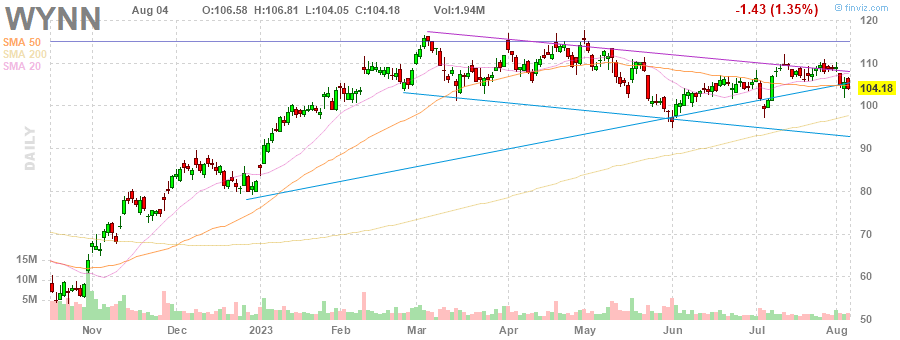 WYNN Aug 04 O:106.58 H:106.81 L:104.05 C:104.18 Vol:1.94M -1.43 (1.35%) © finviz.com
SMA 50
SMA 200
SMA 20
DAILY
120
110
104.18
100
90
80
70
60
50
15M
10M
5M
Nov Dec 2023 Feb Mar Apr May Jun Jul Aug